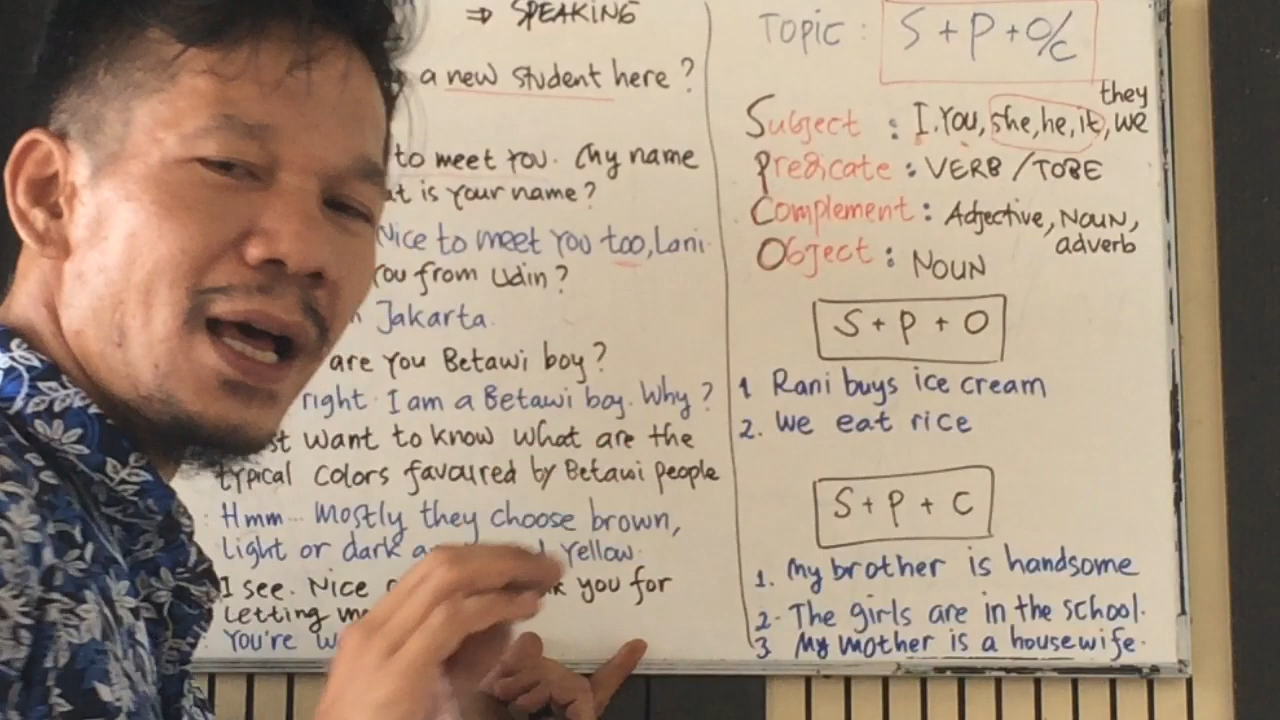 ⇒ SPEAKING
a new student here?
to meet you. My name
is your name?
Nice to meet you too, Lani
from Udin?
Jakarta.
are you Betawi boy?
right. I am a Betawi boy. Why?
want to know what are the
typical colors favoured by Betawi people
: Hmm... Mostly they choose brown,
Light or dark yellow.
I see. Nice you for
Letting
: You're
Topic : S + P + O/C
they
Subject : I, You, she, he, it, we
Predicate : VERB / TOBE
Complement : Adjective, Noun,
adverb
Object : NOUN
S + P + O
1 Rani buys ice cream
2. We eat rice
S + P + C
1. My brother is handsome
2. The girls are in the school.
3 My mother is a housewife.